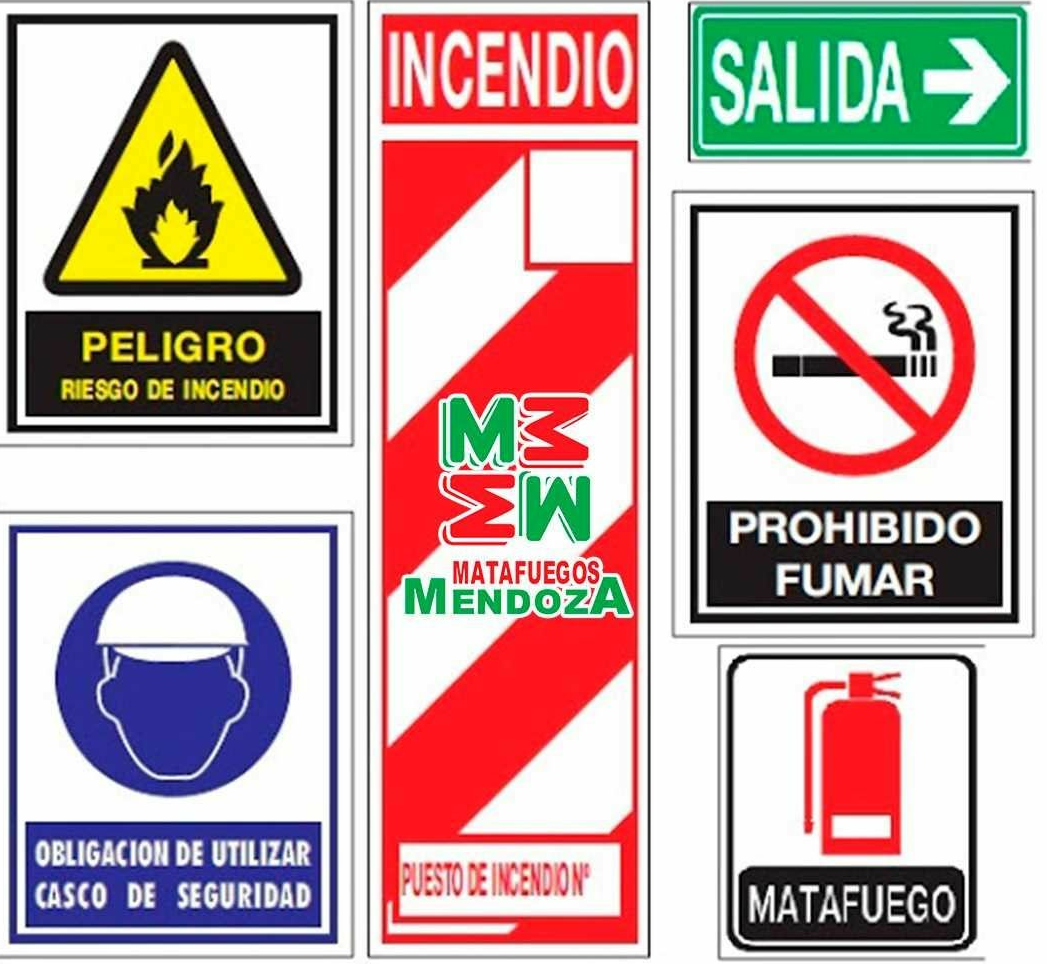 PELIGRO
RIESGO DE INCENDIO
OBLIGACION DE UTILIZAR
CASCO DE SEGURIDAD
INCENDIO
MATAFUEGOS
MENDOZA
PUESTO DE INCENDIO Nº
SALIDA
PROHIBIDO
FUMAR
MATAFUEGO